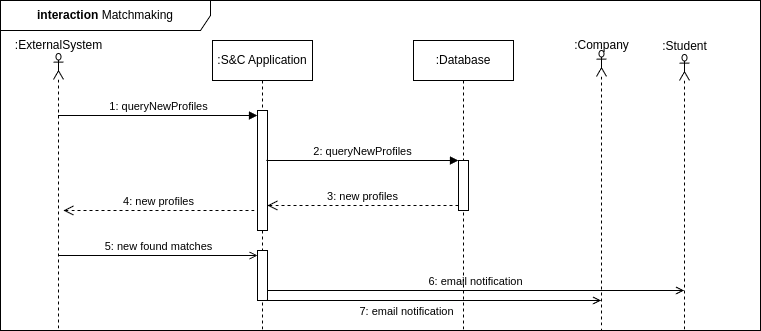 interaction Matchmaking
:ExternalSystem
:S&C Application
:Database
:Company
:Student
1: queryNewProfiles
2: queryNewProfiles
3: new profiles
4: new profiles
5: new found matches
6: email notification
7: email notification